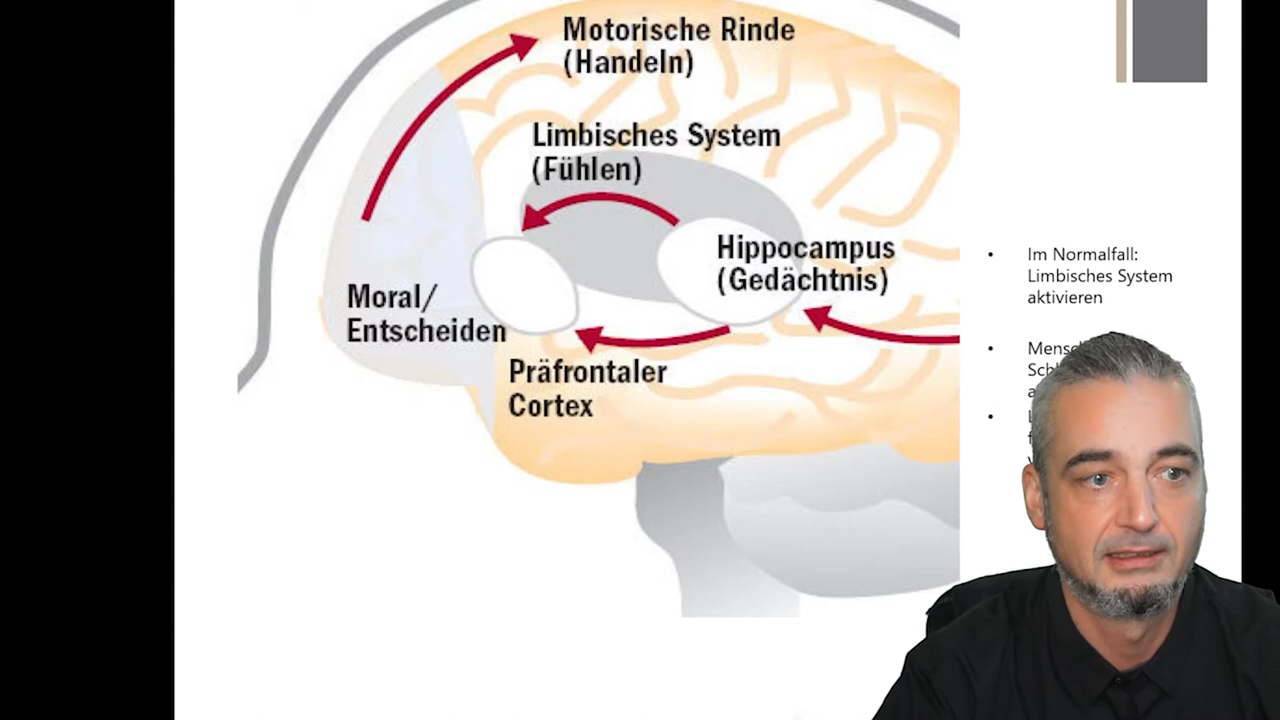 Motorische Rinde
(Handeln)
Limbisches System
(Fühlen)
Hippocampus
(Gedächtnis)
Moral/
Entscheiden
Präfrontaler
Cortex
• Im Normalfall:
Limbisches System
aktivieren
•
•